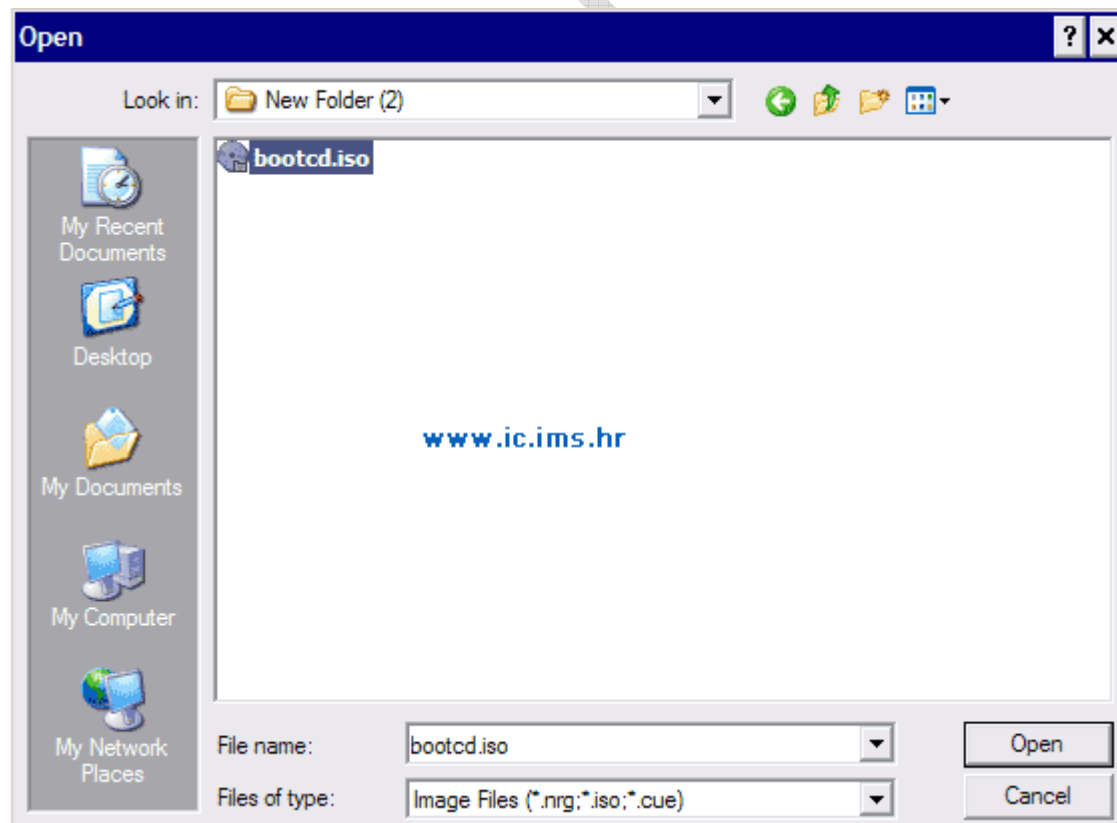 Open
Look in: New Folder (2)
bootcd.iso
My Recent
Documents
Desktop
My Documents
My Computer
My Network
Places
www.ic.ims.hr
File name: bootcd.iso Open
Files of type: Image Files (*.nrg;*.iso;*.cue) Cancel